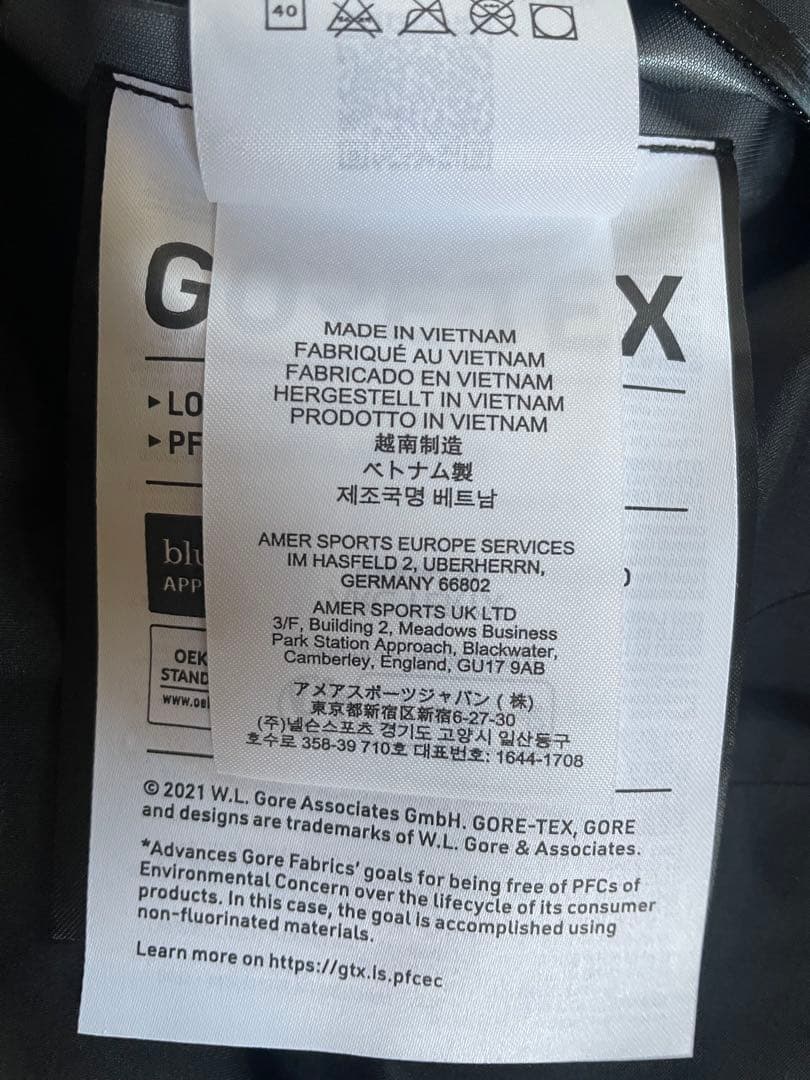 40
G
X
MADE IN VIETNAM
FABRIQUÉ AU VIETNAM
FABRICADO EN VIETNAM
HERGESTELLT IN VIETNAM
PRODOTTO IN VIETNAM
越南制造
ベトナム製
제조국명 베트남
LO
PF
blu
APP
AMER SPORTS EUROPE SERVICES
IM HASFELD 2, UBERHERRN,
GERMANY 66802
AMER SPORTS UK LTD
3/F, Building 2, Meadows Business
Park Station Approach, Blackwater,
Camberley, England, GU17 9AB
OEK
STAND
www.oe
アメアスポーツジャパン (株)
東京都新宿区新宿6-27-30
(주)넬슨스포츠 경기도 고양시 일산동구
호수로 358-39 710호 대표번호: 1644-1708
© 2021 W.L. Gore Associates GmbH. GORE-TEX, GORE
and designs are trademarks of W.L. Gore & Associates.
*Advances Gore Fabrics’ goals for being free of PFCs of
Environmental Concern over the lifecycle of its consumer
products. In this case, the goal is accomplished using
non-fluorinated materials.
Learn more on https://gtx.is.pfcec